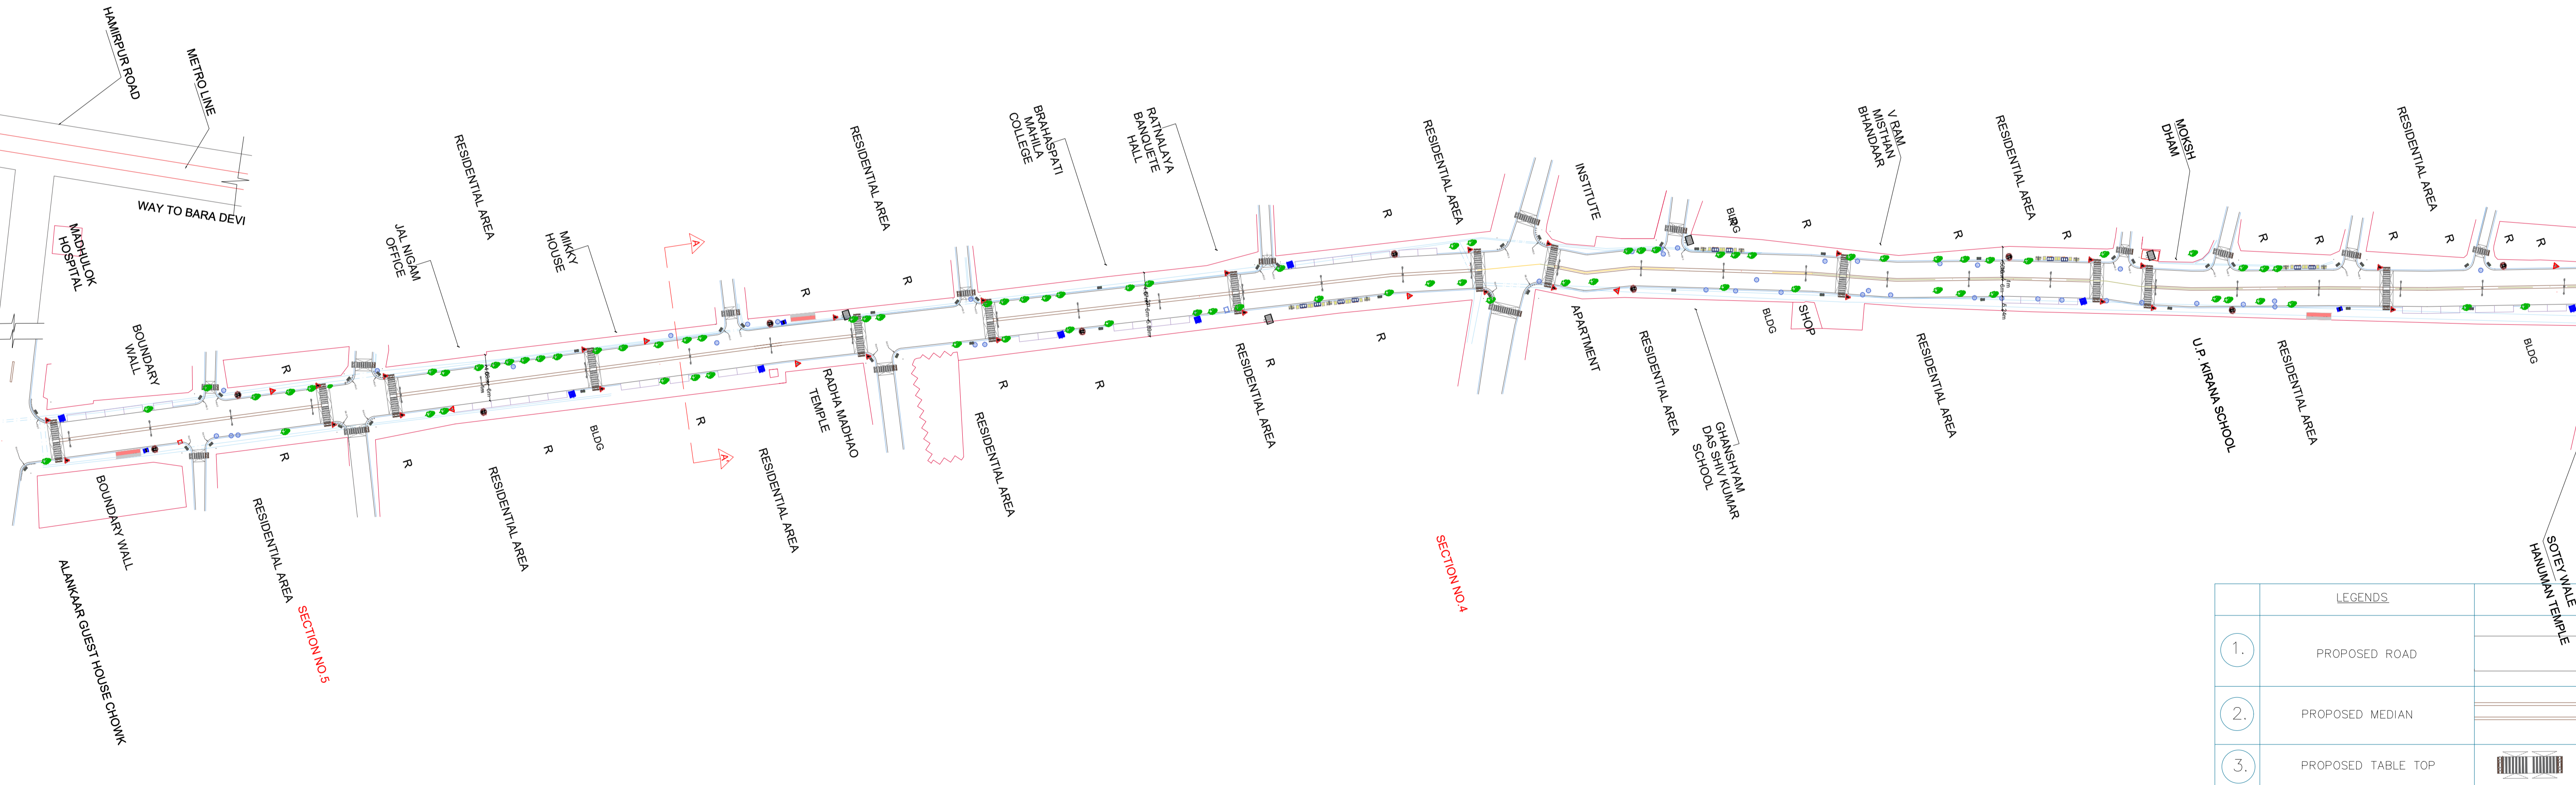 HAMIRPUR ROAD
METRO LINE
WAY TO BARA DEVI
MADHULOK
HOSPITAL
BOUNDARY
WALL
BOUNDARY WALL
ALANKAAR GUEST HOUSE CHOWK
R
R
RESIDENTIAL AREA
SECTION NO.5
JAL NIGAM
OFFICE
RESIDENTIAL AREA
R
RESIDENTIAL AREA
MIKKY
HOUSE
R
BLDG
A
A'
R
RESIDENTIAL AREA
R
RADHA MADHAO
TEMPLE
RESIDENTIAL AREA
R
BRAHASPATI
MAHILA
COLLEGE
RESIDENTIAL AREA
R
R
RATNALAYA
BANQUETE
HALL
RESIDENTIAL AREA
R
R
R
RESIDENTIAL AREA
SECTION NO.4
INSTITUTE
APARTMENT
RESIDENTIAL AREA
BLDG
R
GHANSHYAM
DAS SHIV KUMAR
SCHOOL
BLDG
R
SHOP
V RAM
MISTHAN
BHANDAAR
R
RESIDENTIAL AREA
RESIDENTIAL AREA
R
MOKSH
DHAM
U.P. KIRANA SCHOOL
R
RESIDENTIAL AREA
R
R
RESIDENTIAL AREA
R
R
R
BLDG
SOTEY WALE
HANUMAN TEMPLE
LEGENDS
1.
PROPOSED ROAD
2.
PROPOSED MEDIAN
3.
PROPOSED TABLE TOP